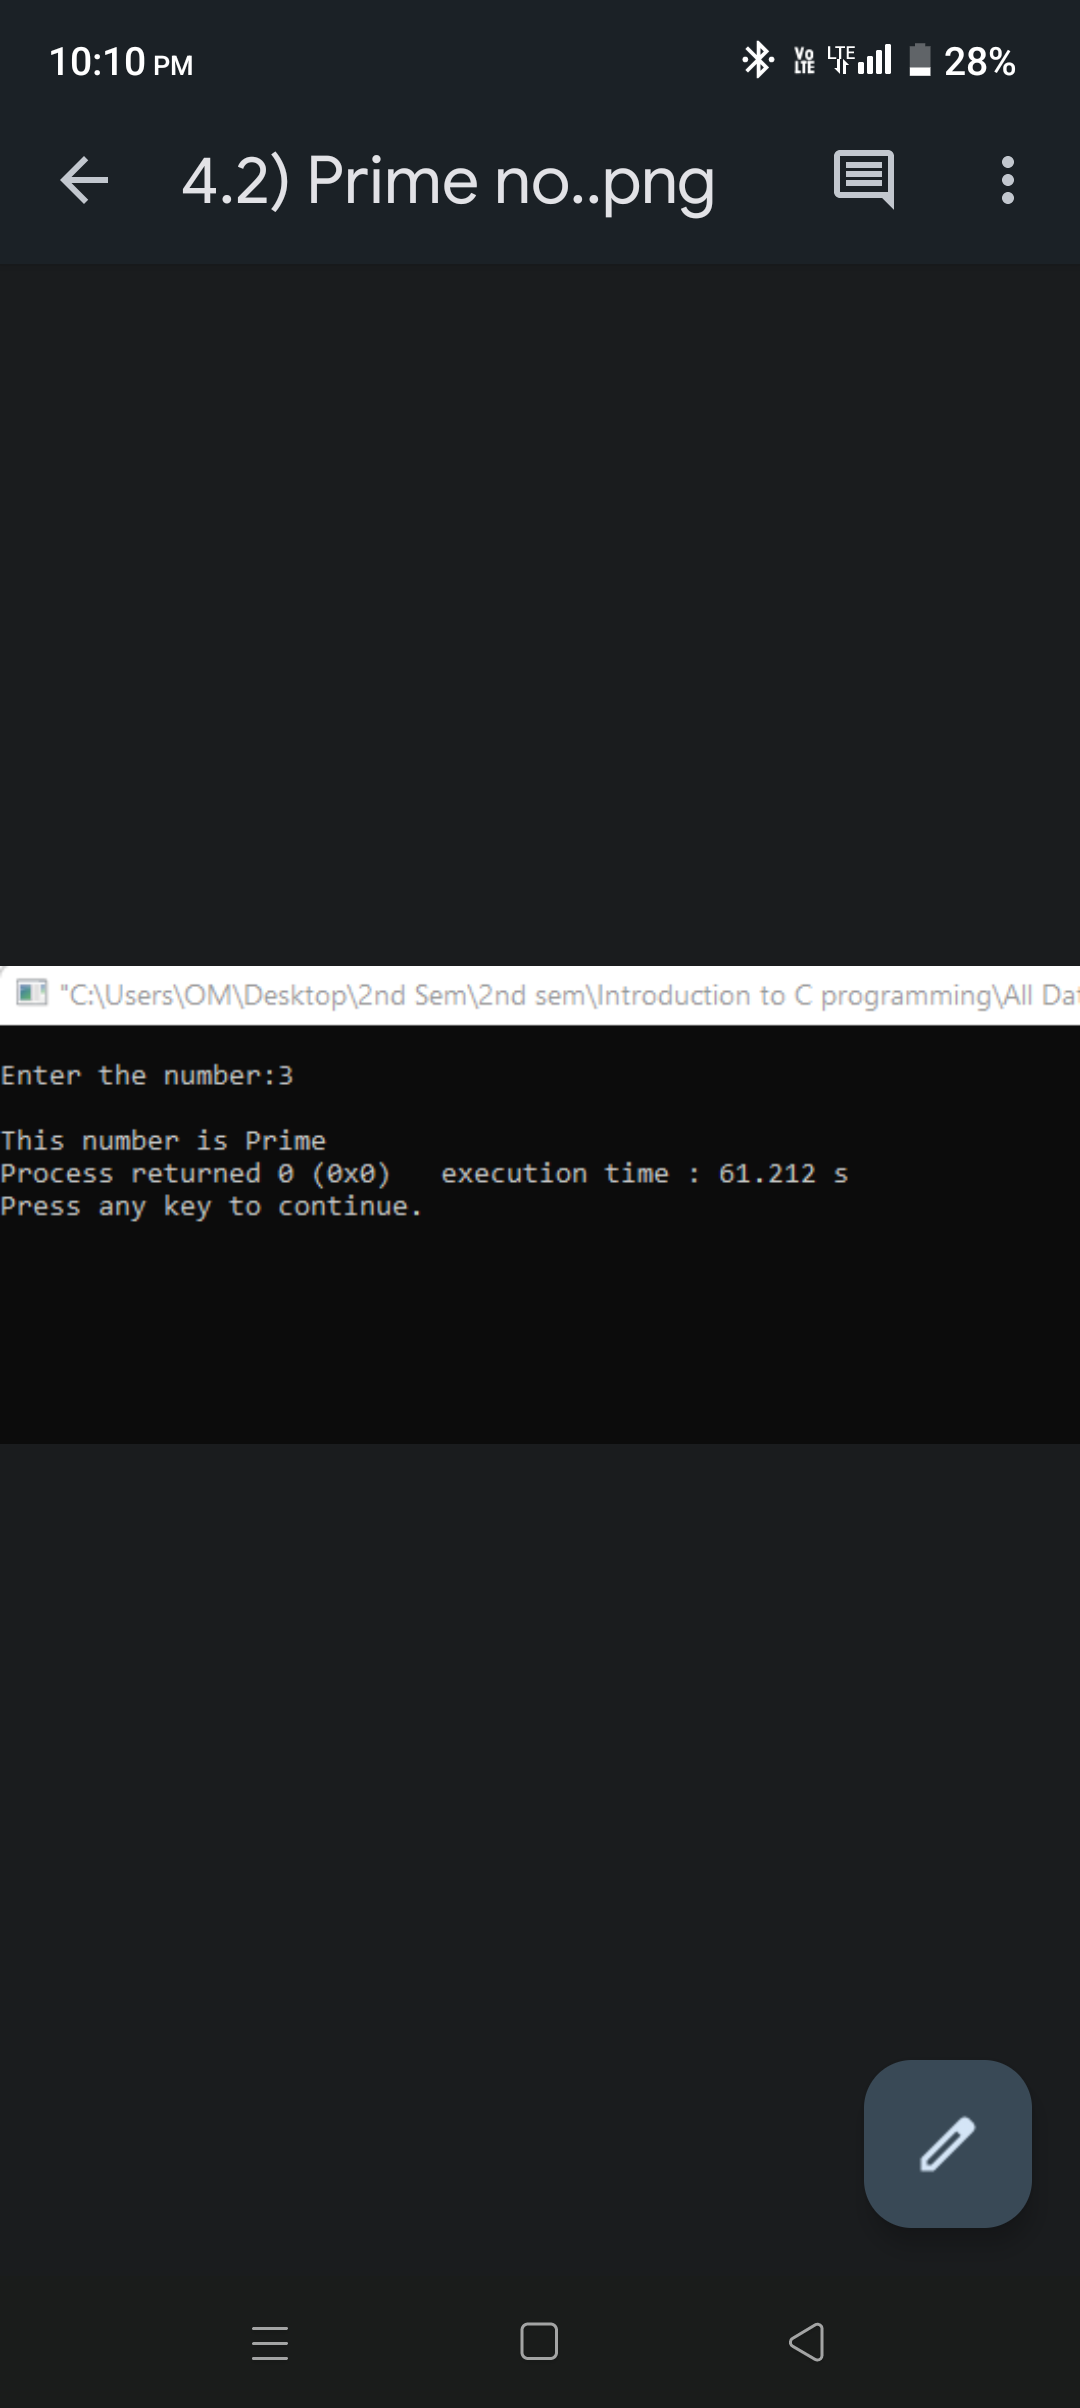 10:10 PM Vo LTE LTE 28%
4.2) Prime no..png
"C:\Users\OM\Desktop\2nd Sem\2nd sem\Introduction to C programming\All Dat
Enter the number:3
This number is Prime
Process returned 0 (0x0)   execution time : 61.212 s
Press any key to continue.